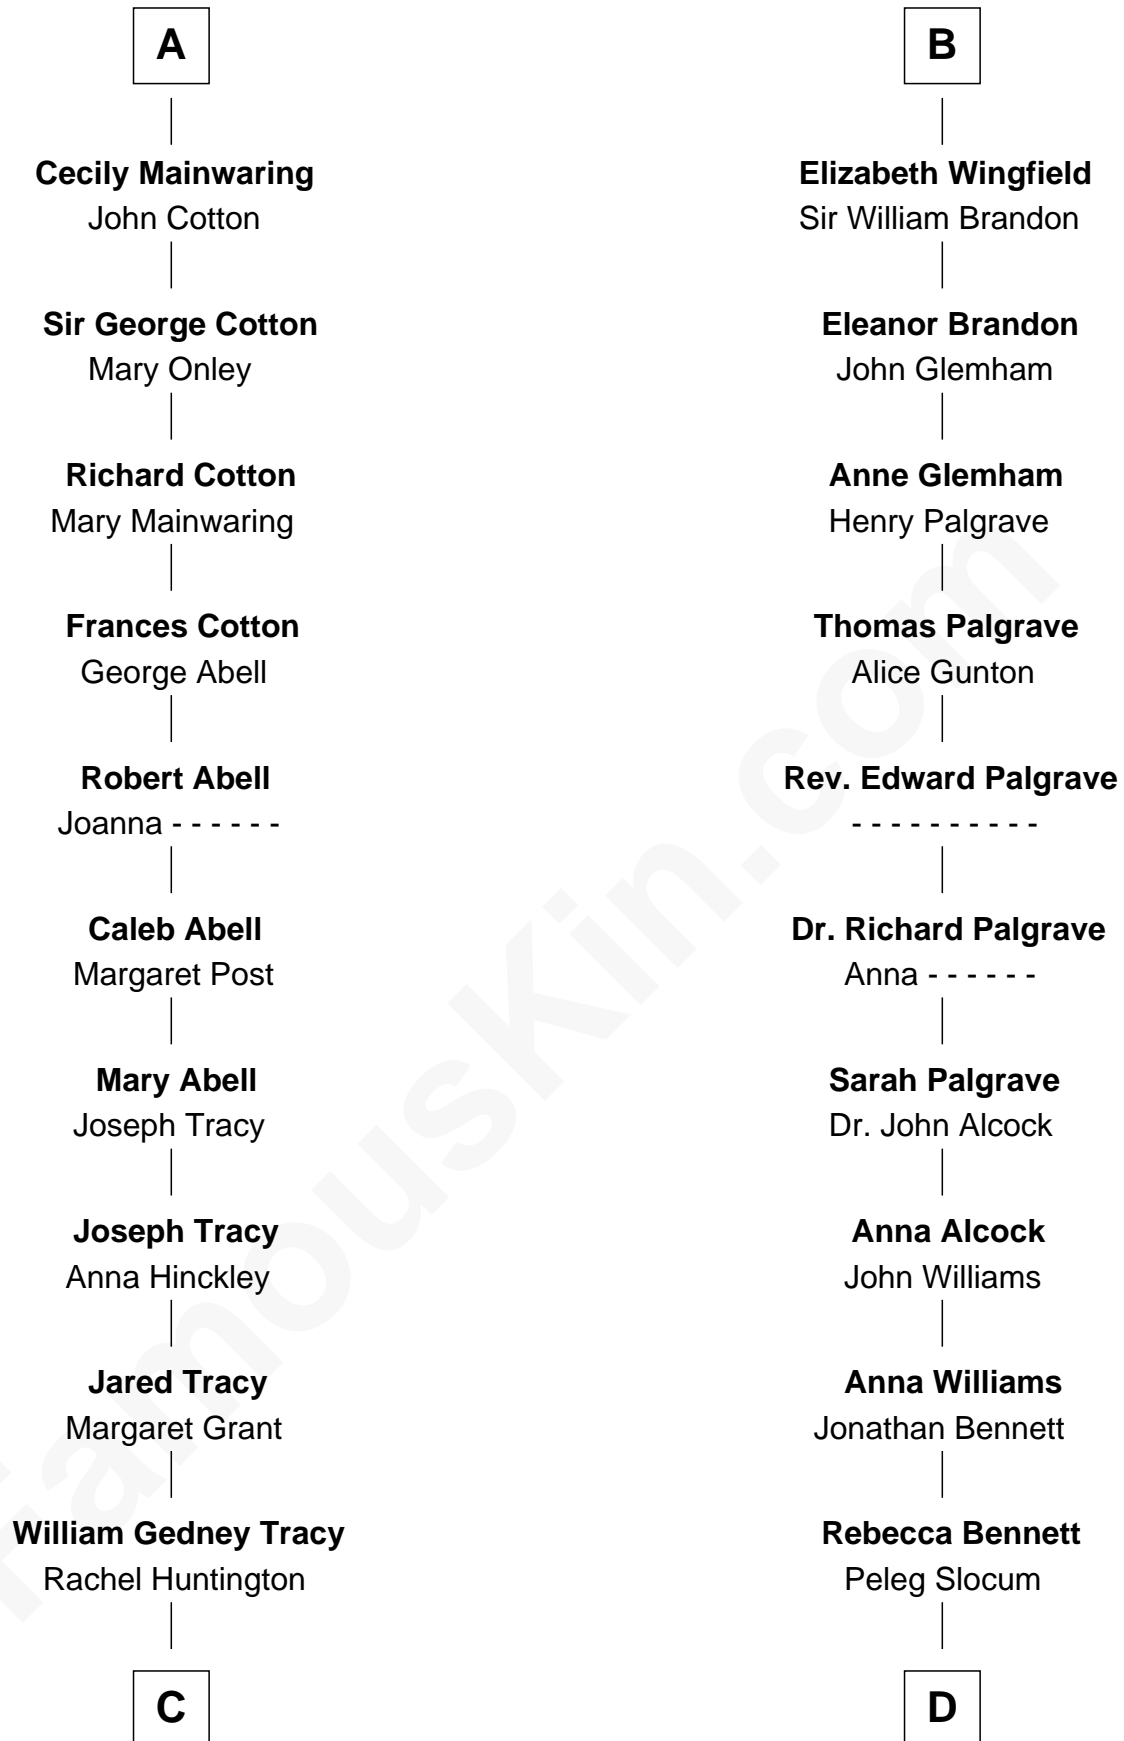 A
Cecily Mainwaring
John Cotton
Sir George Cotton
Mary Onley
Richard Cotton
Mary Mainwaring
Frances Cotton
George Abell
Robert Abell
Joanna - - - - - -
Caleb Abell
Margaret Post
Mary Abell
Joseph Tracy
Joseph Tracy
Anna Hinckley
Jared Tracy
Margaret Grant
William Gedney Tracy
Rachel Huntington
C
B
Elizabeth Wingfield
Sir William Brandon
Eleanor Brandon
John Glemham
Anne Glemham
Henry Palgrave
Thomas Palgrave
Alice Gunton
Rev. Edward Palgrave
- - - - - - - - - -
Dr. Richard Palgrave
Anna - - - - - -
Sarah Palgrave
Dr. John Alcock
Anna Alcock
John Williams
Anna Williams
Jonathan Bennett
Rebecca Bennett
Peleg Slocum
D
FamousKin.com